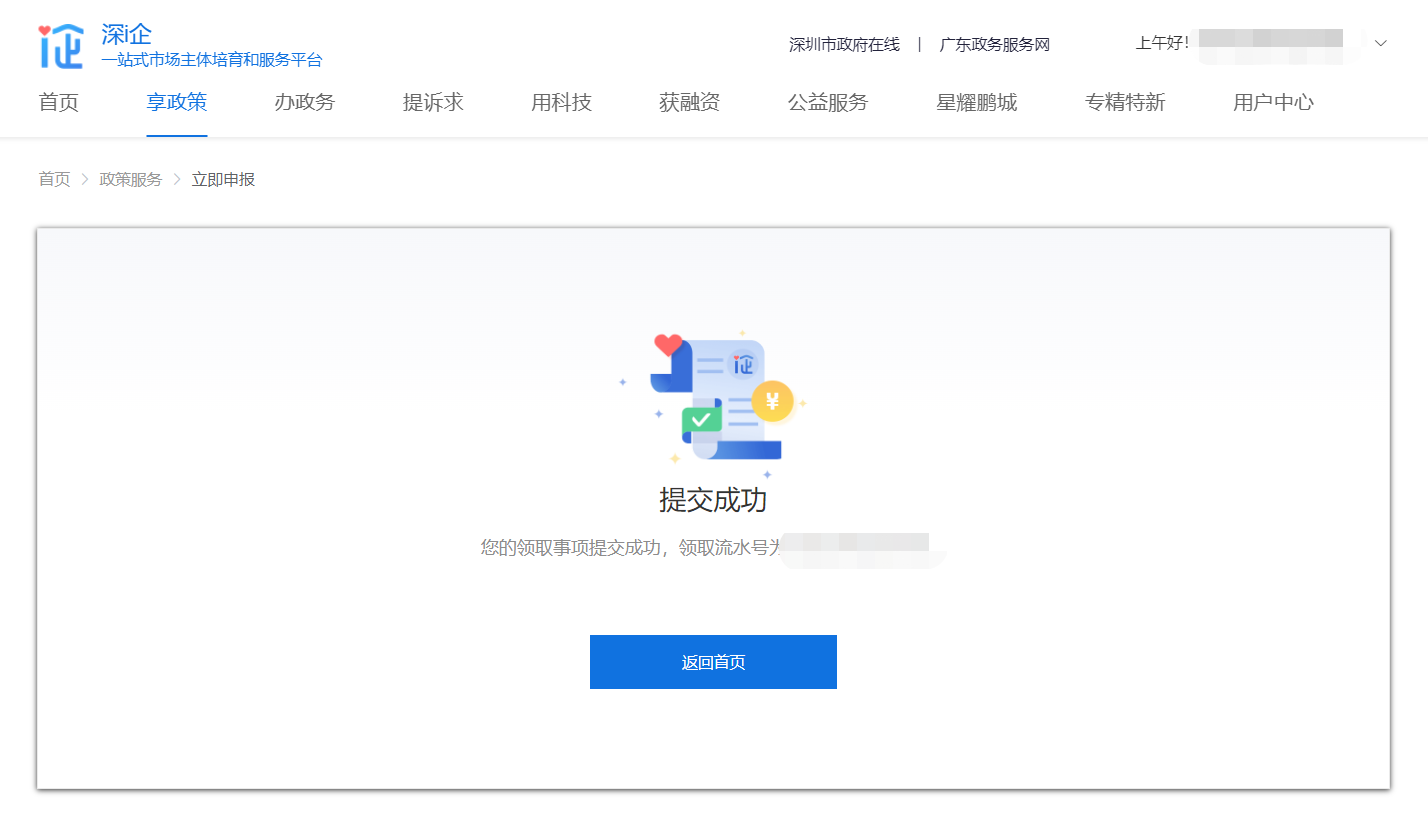 深i企
一站式市场主体培育和服务平台
深圳市政府在线 | 广东政务服务网
上午好!
首页 享政策 办政务 提诉求 用科技 获融资 公益服务 星耀鹏城 专精特新 用户中心
首页 > 政策服务 > 立即申报
¥
提交成功
您的领取事项提交成功，领取流水号为
返回首页